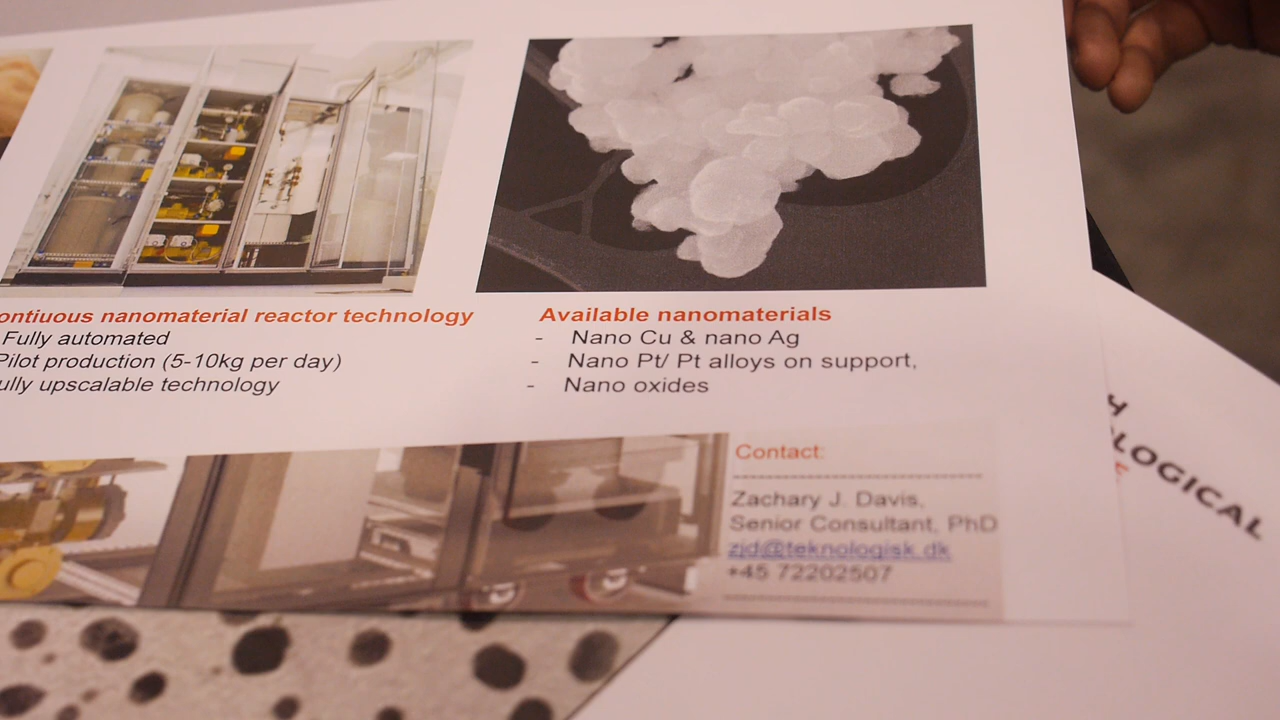 ontiuous nanomaterial reactor technology
Fully automated
Pilot production (5-10kg per day)
ully upscalable technology
Available nanomaterials
- Nano Cu & nano Ag
- Nano Pt/ Pt alloys on support,
- Nano oxides
Contact:
Zachary J. Davis,
Senior Consultant, PhD
zjd@teknologisk.dk
+45 72202507
H
LOGICAL